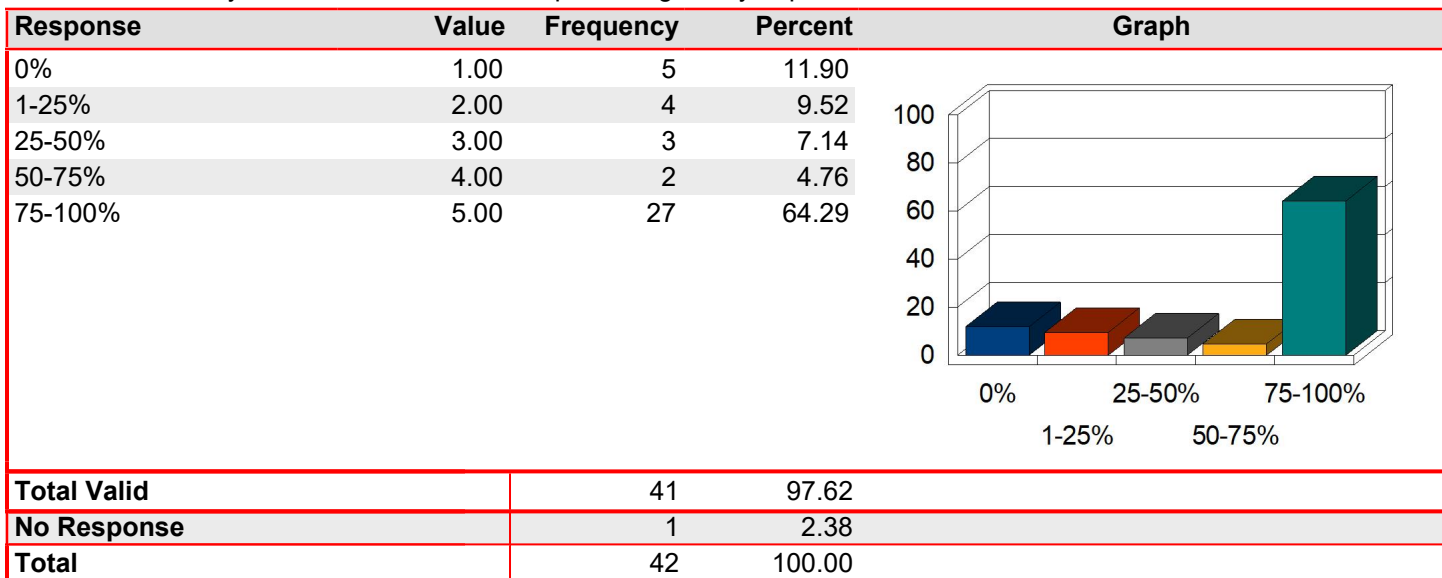 Response Value Frequency Percent Graph
0% 1.00 5 11.90
1-25% 2.00 4 9.52
25-50% 3.00 3 7.14
50-75% 4.00 2 4.76
75-100% 5.00 27 64.29
100
80
60
40
20
0
0% 25-50% 75-100%
1-25% 50-75%
Total Valid 41 97.62
No Response 1 2.38
Total 42 100.00